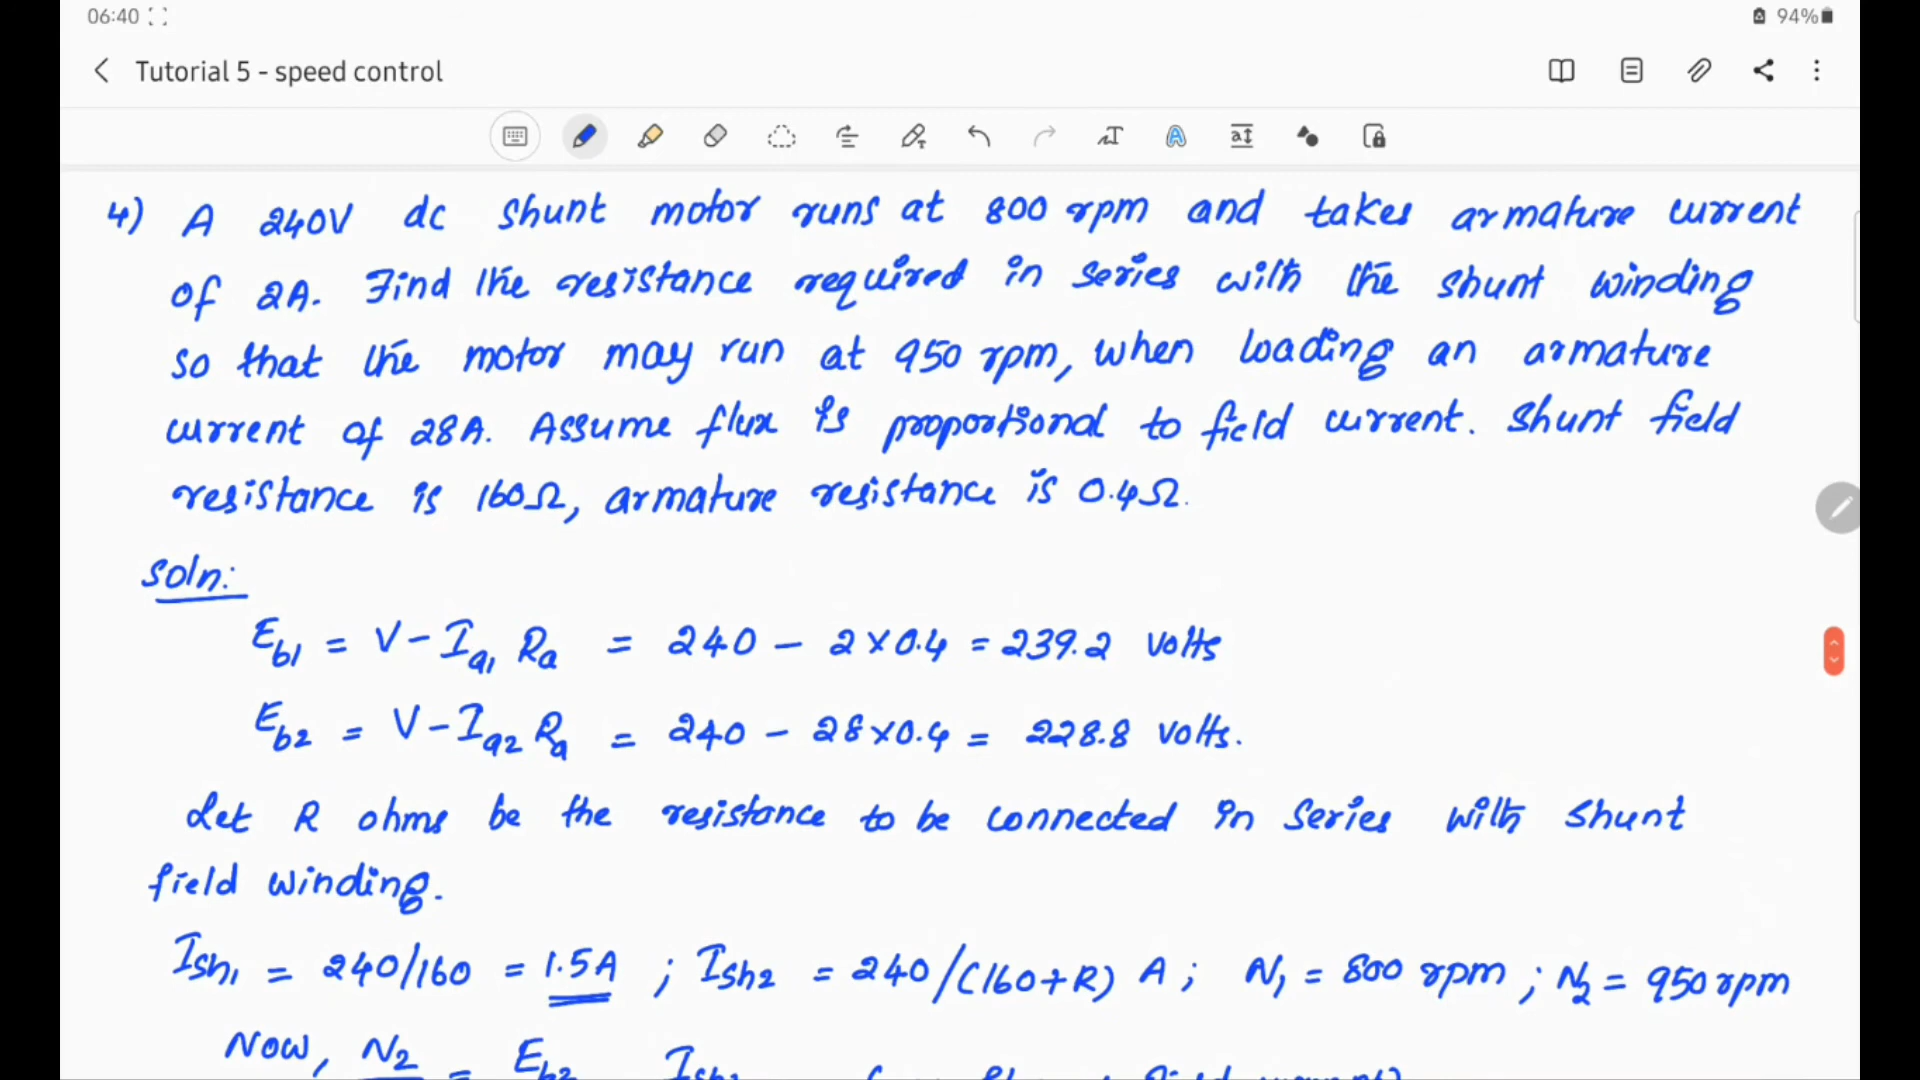 06:40
94%
Tutorial 5 - speed control
4) A 240V dc shunt motor runs at 800 rpm and takes armature current
of 2A. Find the resistance required in series with the shunt winding
so that the motor may run at 950 rpm, when loading an armature
current of 28A. Assume flux is proportional to field current. Shunt field
resistance is 160Ω, armature resistance is 0.4Ω.
Soln:
Eb1 = V - Ia1 Ra = 240 - 2×0.4 = 239.2 volts
Eb2 = V - Ia2 Ra = 240 - 28×0.4 = 228.8 volts.
Let R ohms be the resistance to be connected in series with shunt
field winding.
Ish1 = 240/160 = 1.5A ; Ish2 = 240/(160+R) A ; N1 = 800 rpm ; N2 = 950 rpm
Now, N2 = Eb2